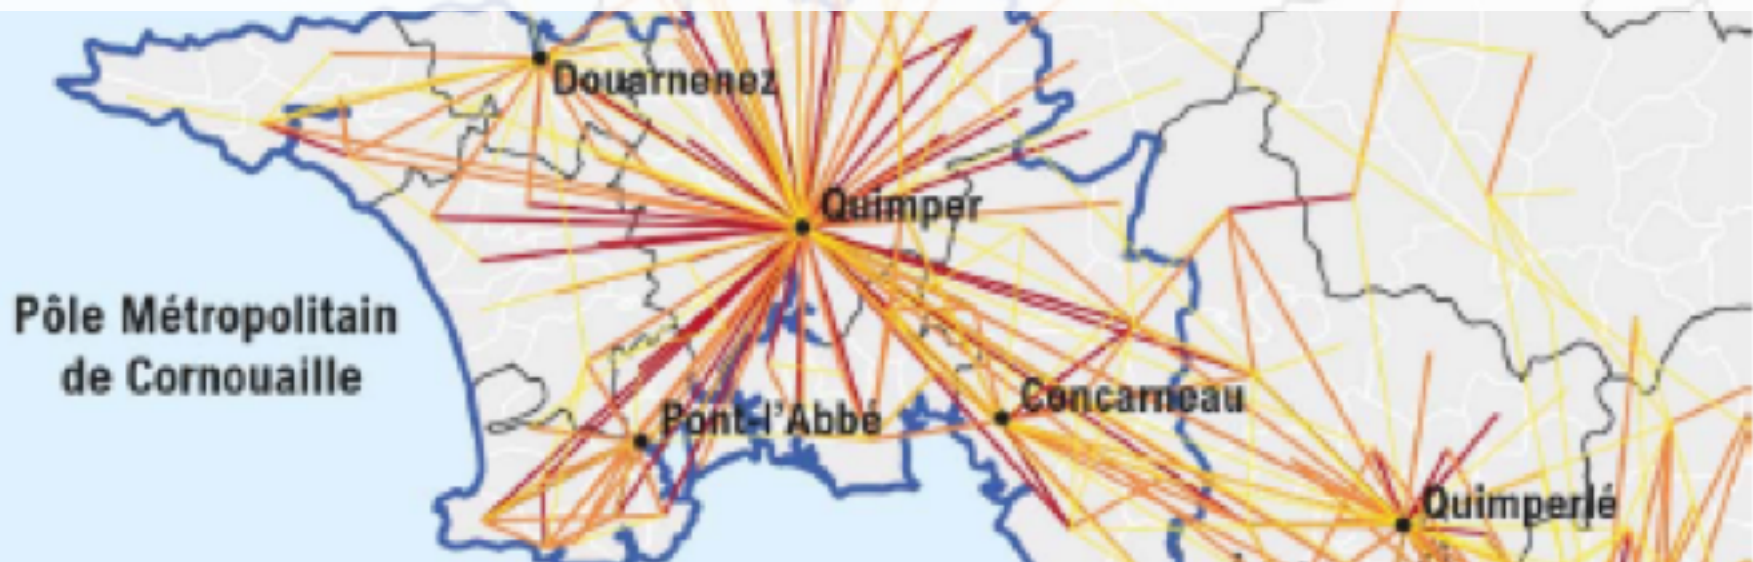 Douarnenez
Quimper
Pôle Métropolitain
de Cornouaille
Concarneau
Pont-l'Abbé
Quimperlé